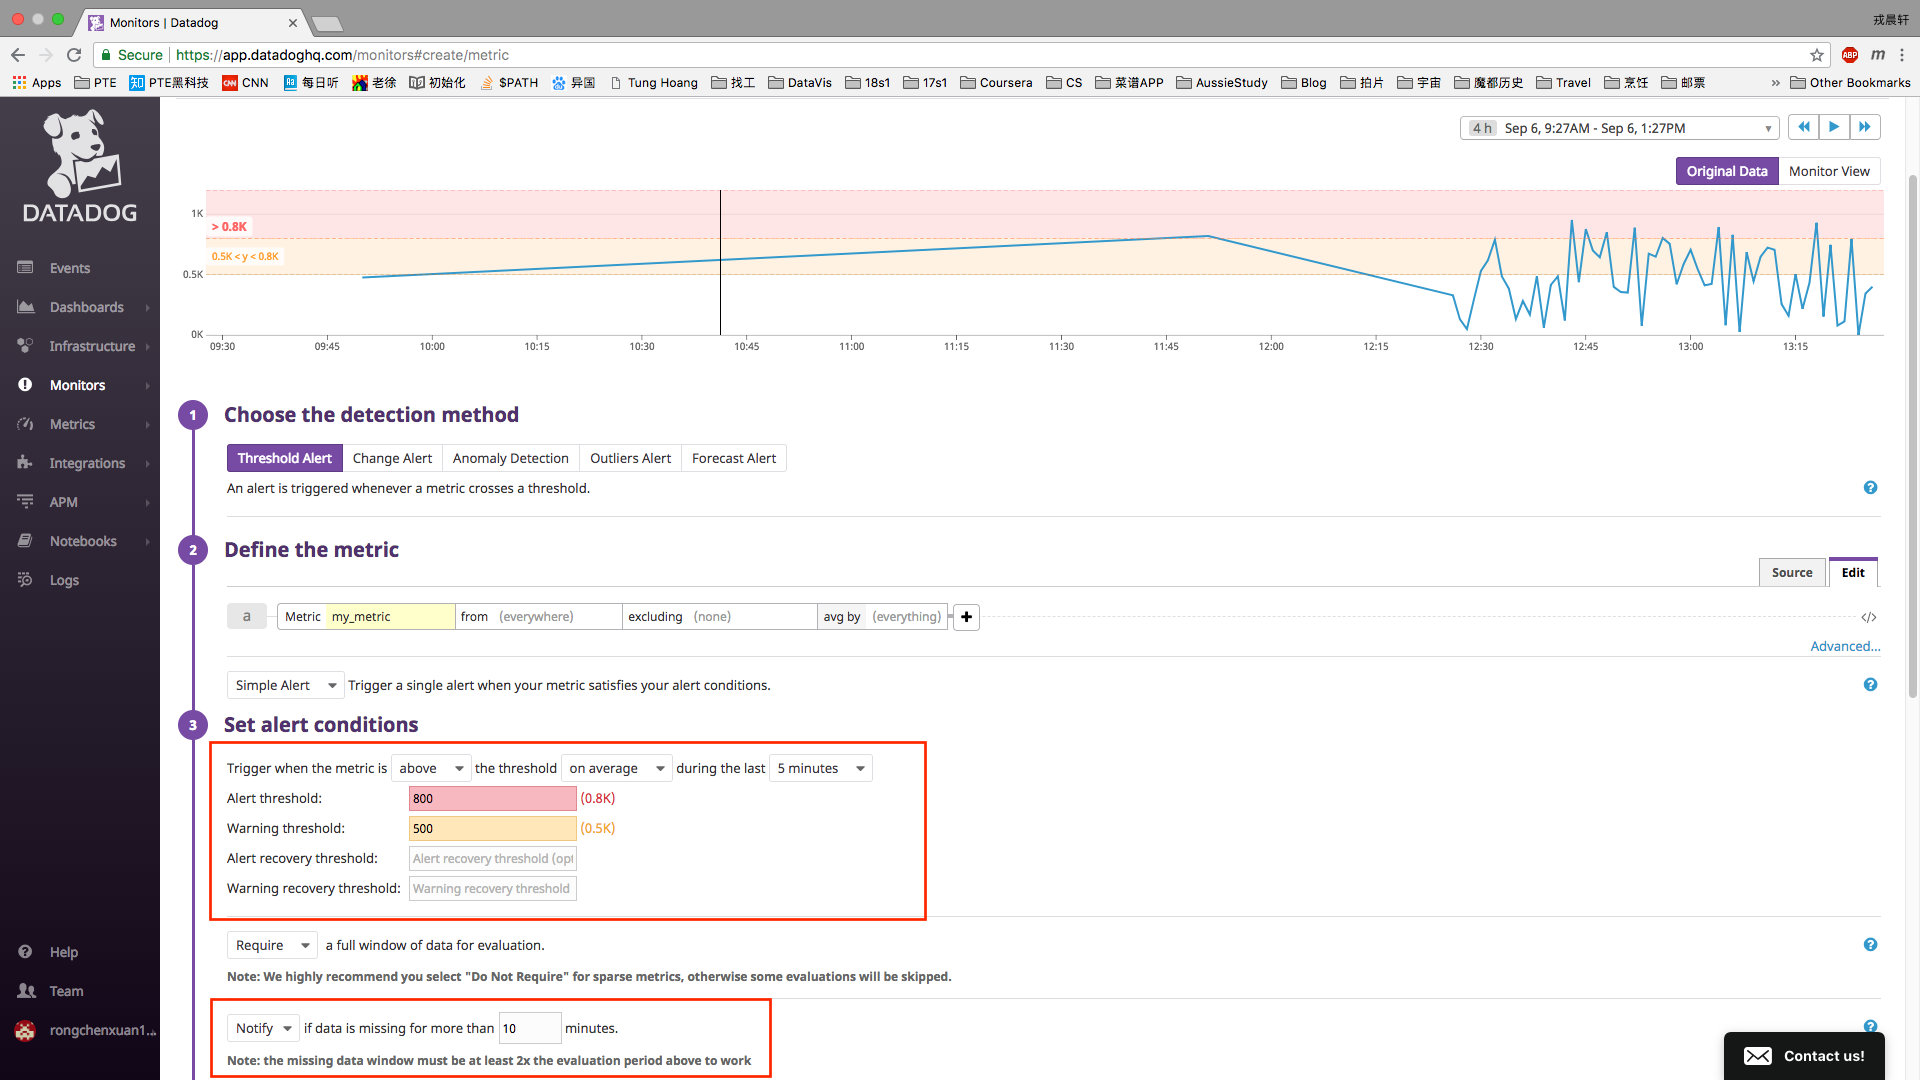 Monitors | Datadog
戎晨轩
Secure https://app.datadoghq.com/monitors#create/metric
ABP m
Apps PTE 知 PTE黑科技 CNN CNN 每日听 老徐 初始化 $PATH 异国 Tung Hoang 找工 DataVis 18s1 17s1 Coursera CS 菜谱APP AussieStudy Blog 拍片 宇宙 魔都历史 Travel 烹饪 邮票 » Other Bookmarks
DATADOG
Events
Dashboards
Infrastructure
Monitors
Metrics
Integrations
APM
Notebooks
Logs
Help
Team
rongchenxuan1...
4 h Sep 6, 9:27AM - Sep 6, 1:27PM
Original Data Monitor View
1K
> 0.8K
0.5K < y < 0.8K
0.5K
0K
09:30 09:45 10:00 10:15 10:30 10:45 11:00 11:15 11:30 11:45 12:00 12:15 12:30 12:45 13:00 13:15
1 Choose the detection method
Threshold Alert Change Alert Anomaly Detection Outliers Alert Forecast Alert
An alert is triggered whenever a metric crosses a threshold.
?
2 Define the metric
Source Edit
a Metric my_metric from (everywhere) excluding (none) avg by (everything) + </>
Advanced...
Simple Alert Trigger a single alert when your metric satisfies your alert conditions.
?
3 Set alert conditions
Trigger when the metric is above the threshold on average during the last 5 minutes
Alert threshold: 800 (0.8K)
Warning threshold: 500 (0.5K)
Alert recovery threshold: Alert recovery threshold (opt
Warning recovery threshold: Warning recovery threshold
Require a full window of data for evaluation.
?
Note: We highly recommend you select "Do Not Require" for sparse metrics, otherwise some evaluations will be skipped.
Notify if data is missing for more than 10 minutes.
?
Note: the missing data window must be at least 2x the evaluation period above to work
Contact us!